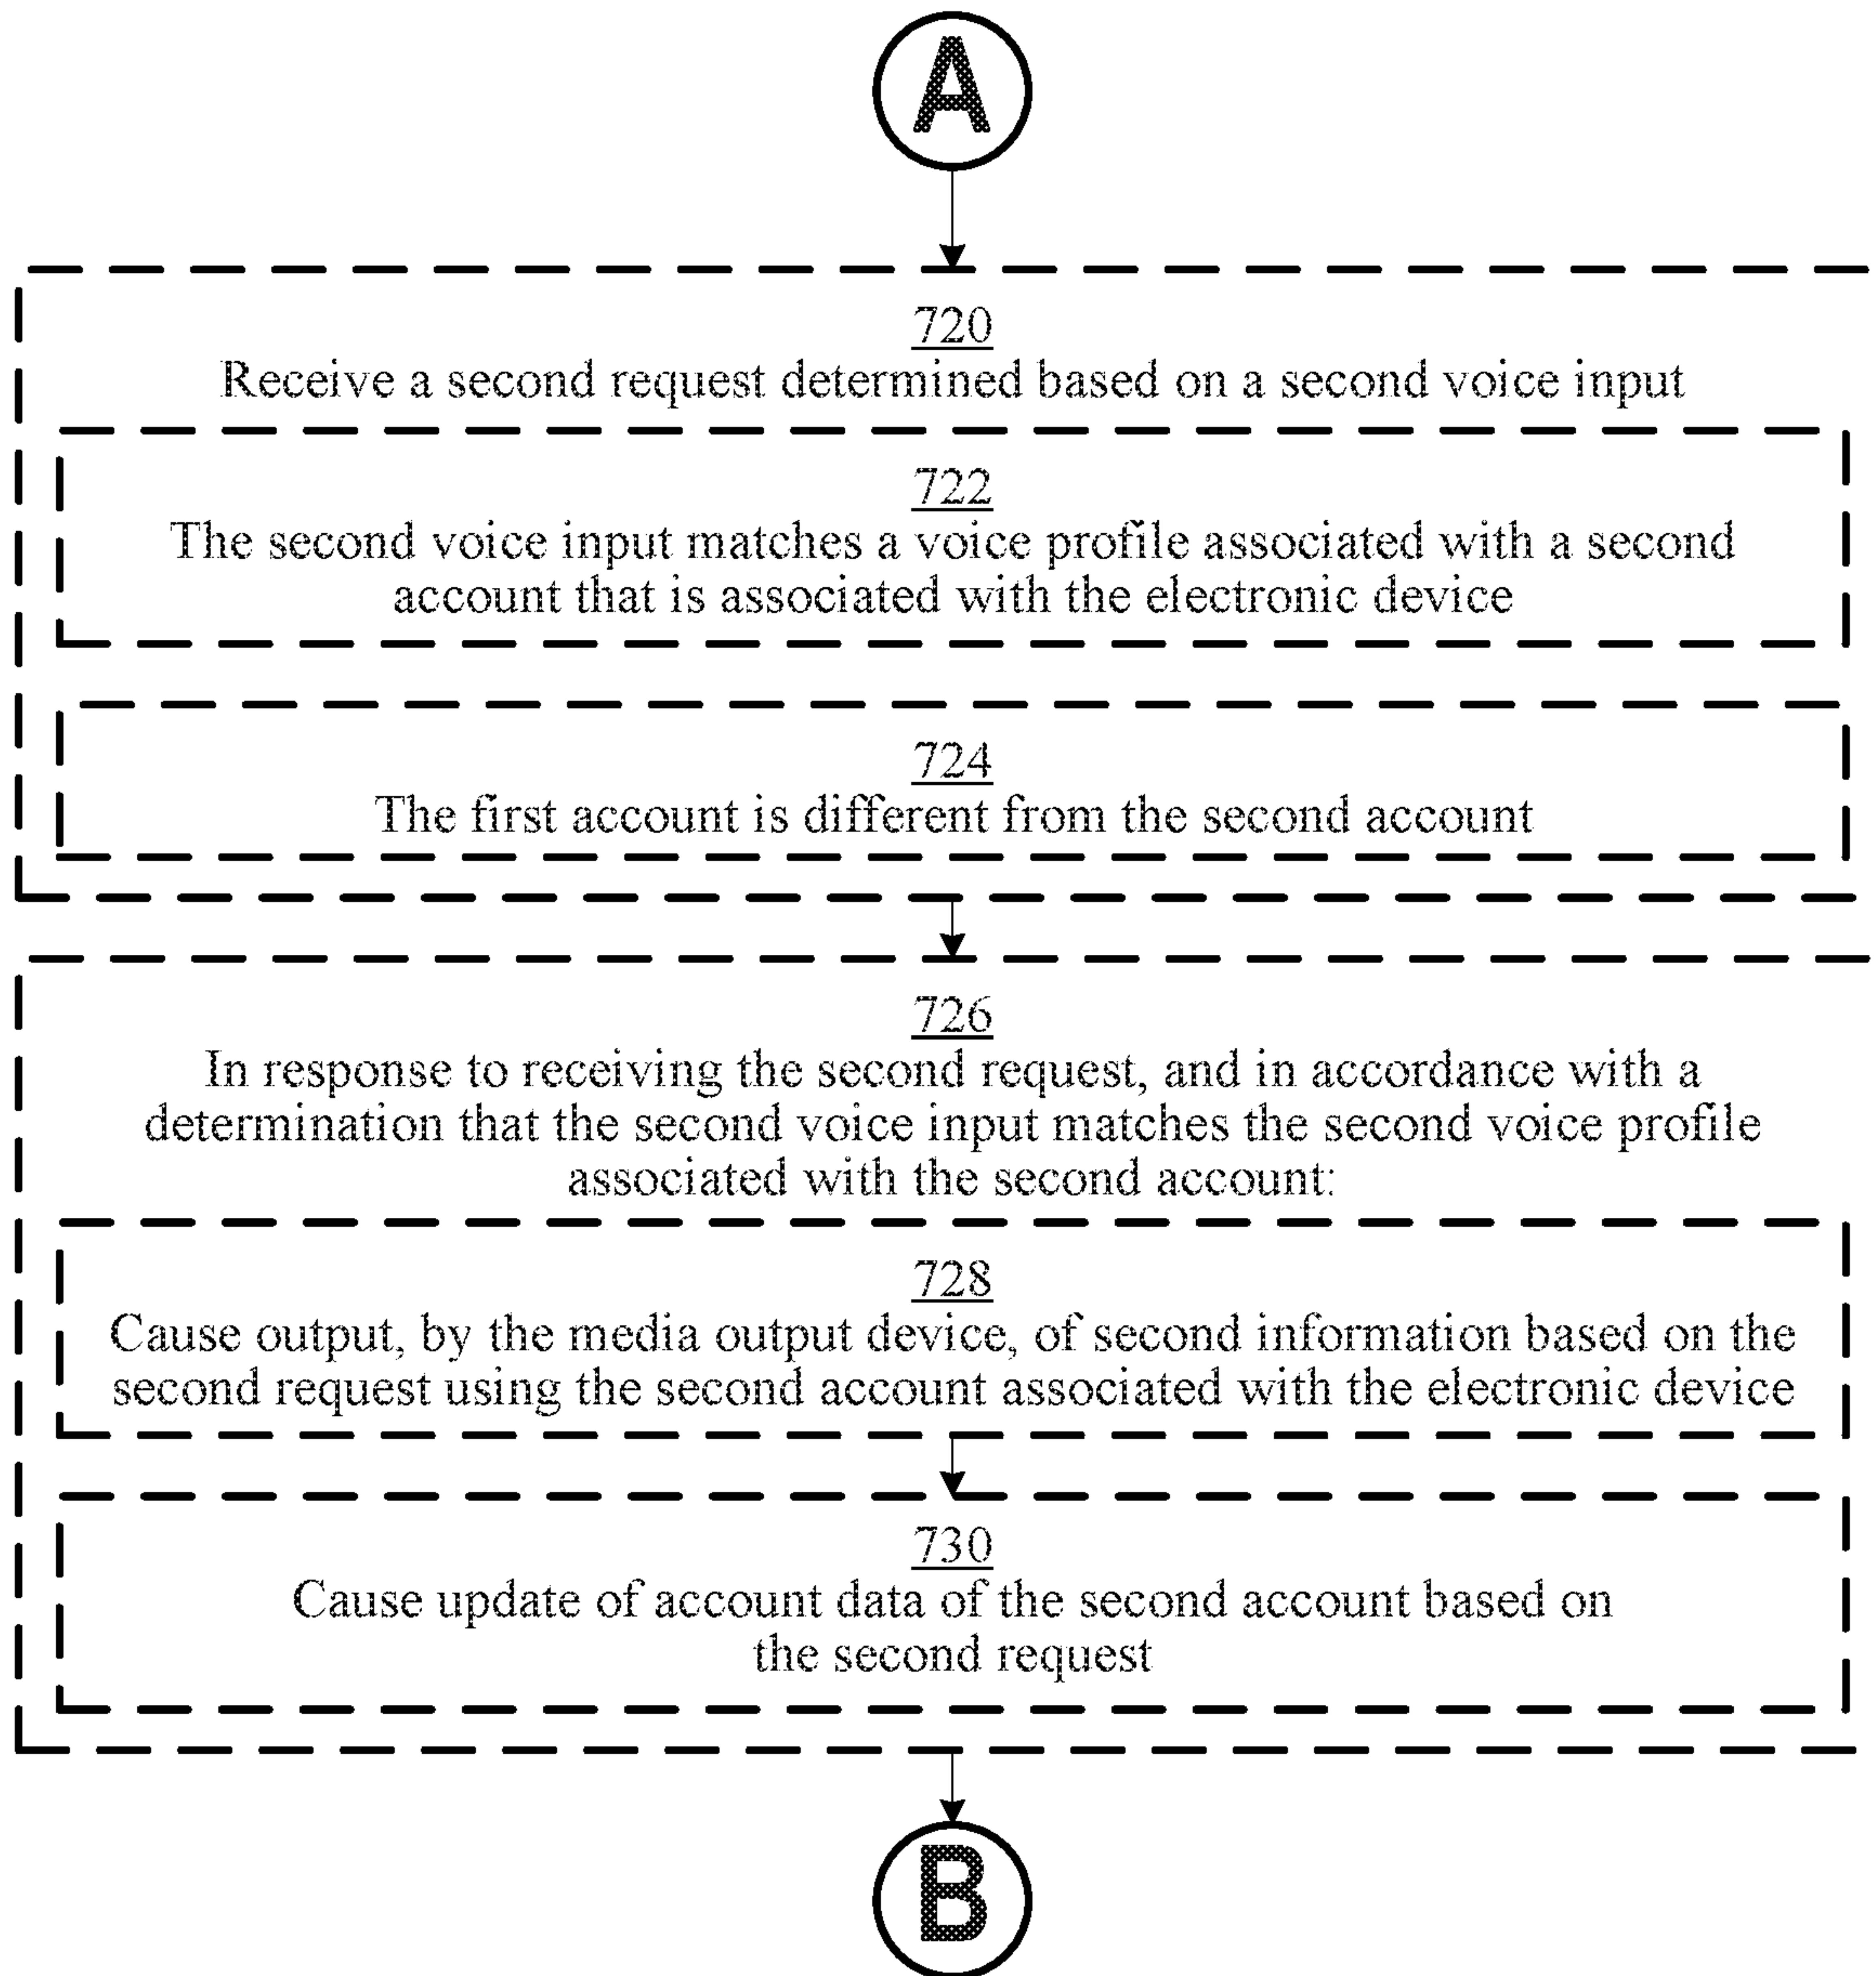 A
720
Receive a second request determined based on a second voice input
722
The second voice input matches a voice profile associated with a second
account that is associated with the electronic device
724
The first account is different from the second account
726
In response to receiving the second request, and in accordance with a
determination that the second voice input matches the second voice profile
associated with the second account:
728
Cause output, by the media output device, of second information based on the
second request using the second account associated with the electronic device
730
Cause update of account data of the second account based on
the second request
B